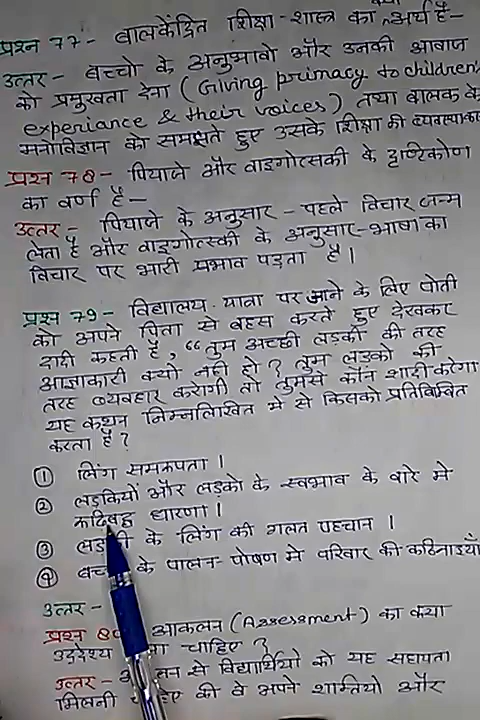 प्रश्न 77:- बालकेंद्रित शिक्षा-शास्त्र का अर्थ है-
उत्तर- बच्चो के अनुभावो और उनकी आवाज
को प्रमुखता देना (Giving primacy to children's
experiance & their voices) तथा बालक के
मनोविज्ञान को समझते हुए उसके शिक्षा की व्यवस्था
प्रश्न 78:- पियाजे और वाइगोत्सकी के दृष्टिकोण
का वर्ण है-
उत्तर- पियाजे के अनुसार- पहले विचार जन्म
लेता है और वाइगोत्स्की के अनुसार-भाषा का
विचार पर भारी प्रभाव पड़ता है।
प्रश्न 79:- विद्यालय यात्रा पर जाने के लिए पोती
को अपने पिता से बहस करते हुए देखकर
दादी कहती है, "तुम अच्छी लड़की की तरह
आज्ञाकारी क्यो नही हो? तुम लड़को की
तरह व्यवहार करोगी तो तुमसे कौन शादी करेगा
यह कथन निम्नलिखित मे से किसको प्रतिबिम्बित
करता है?
① लिंग समरूपता।
② लड़कियों और लड़को के स्वभाव के बारे मे
रूढिबद्ध धारणा।
③ के लिंग की गलत पहचान।
④ के पालन-पोषण मे परिवार की कठिनाइयाँ
उत्तर-
प्रश्न आकलन (Assessment) का क्या
उद्देश्य चाहिए?
उत्तर- से विद्यार्थियो को यह सहायता
मिलनी की वे अपने शक्तियो और